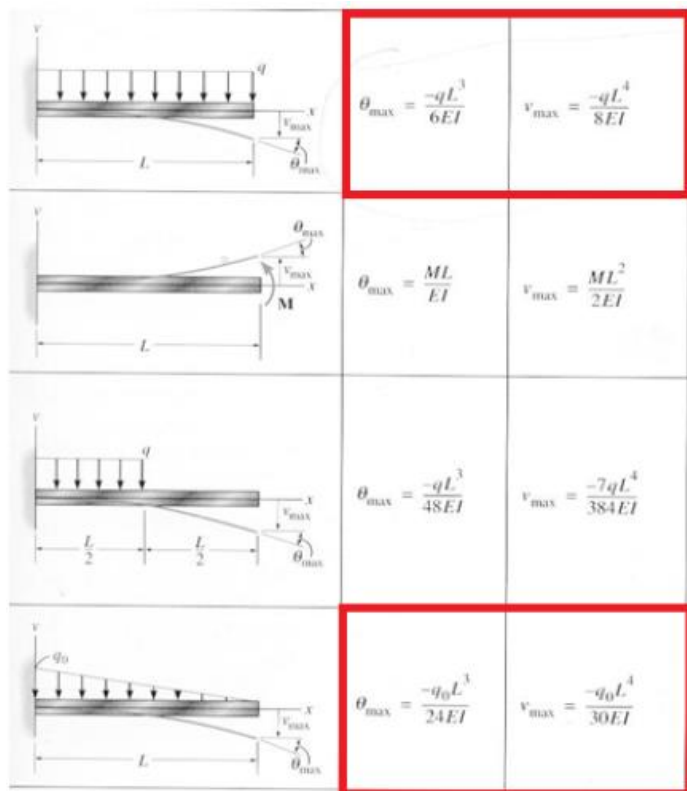 v
q
x
v_max
θ_max
L
θ_max = -qL^3 / 6EI
v_max = -qL^4 / 8EI
v
θ_max
v_max
x
M
L
θ_max = ML / EI
v_max = ML^2 / 2EI
v
q
x
v_max
L / 2
L / 2
θ_max
θ_max = -qL^3 / 48EI
v_max = -7qL^4 / 384EI
v
q_0
x
v_max
θ_max
L
θ_max = -q_0L^3 / 24EI
v_max = -q_0L^4 / 30EI